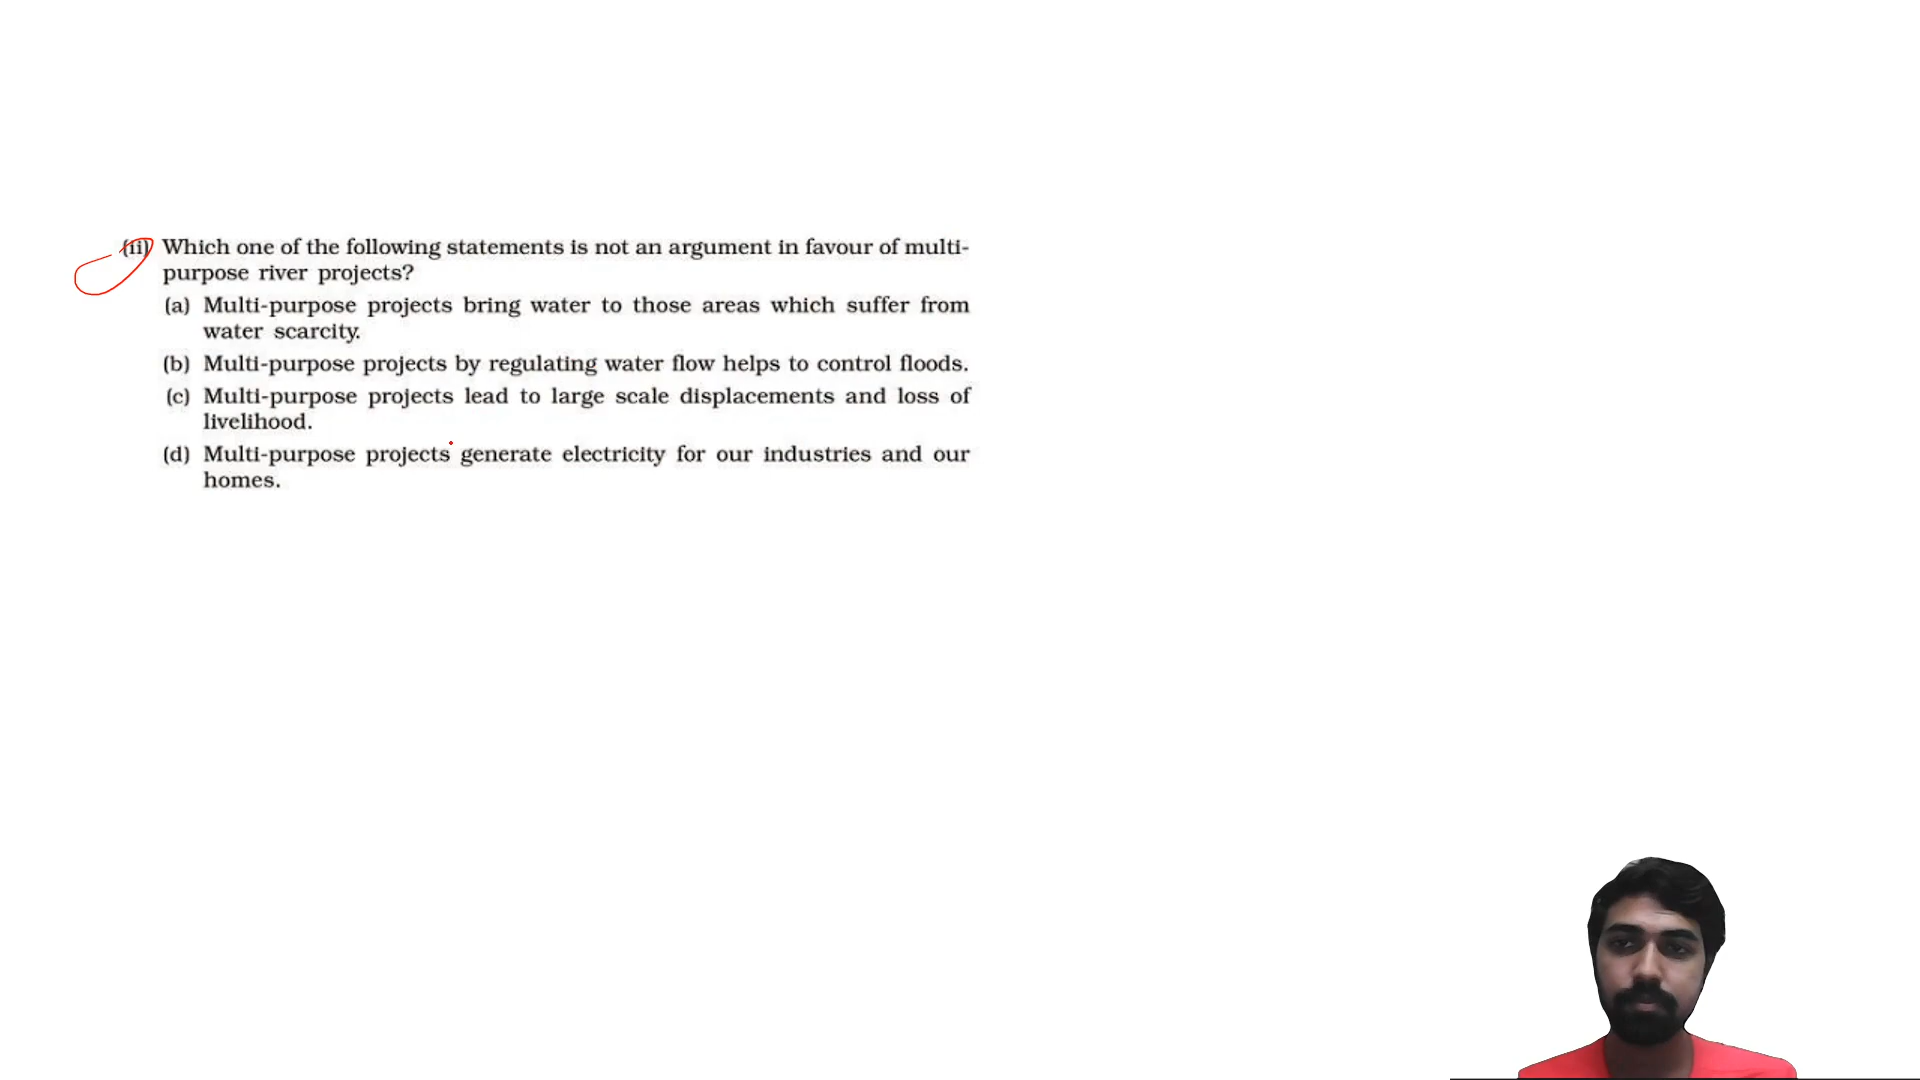 (ii) Which one of the following statements is not an argument in favour of multi-
purpose river projects?
(a) Multi-purpose projects bring water to those areas which suffer from
water scarcity.
(b) Multi-purpose projects by regulating water flow helps to control floods.
(c) Multi-purpose projects lead to large scale displacements and loss of
livelihood.
(d) Multi-purpose projects generate electricity for our industries and our
homes.